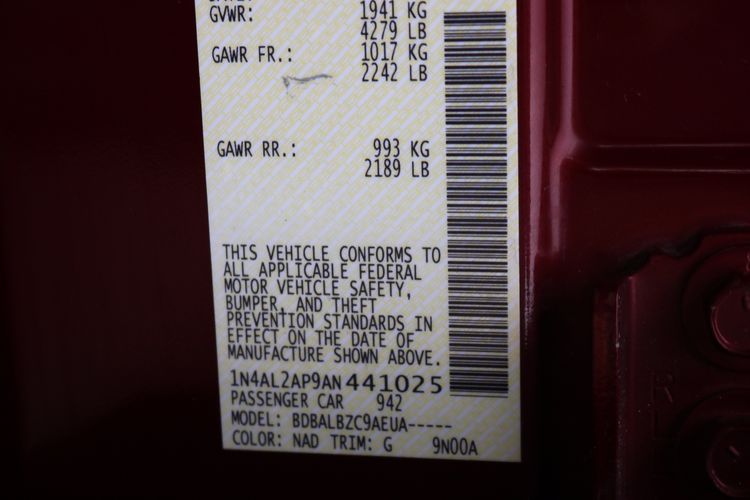 GVWR: 1941 KG
4279 LB
GAWR FR.: 1017 KG
2242 LB
GAWR RR.: 993 KG
2189 LB
THIS VEHICLE CONFORMS TO
ALL APPLICABLE FEDERAL
MOTOR VEHICLE SAFETY,
BUMPER, AND THEFT
PREVENTION STANDARDS IN
EFFECT ON THE DATE OF
MANUFACTURE SHOWN ABOVE.
1N4AL2AP9AN441025
PASSENGER CAR 942
MODEL: BDBALBZC9AEUA-----
COLOR: NAD TRIM: G 9N00A
R